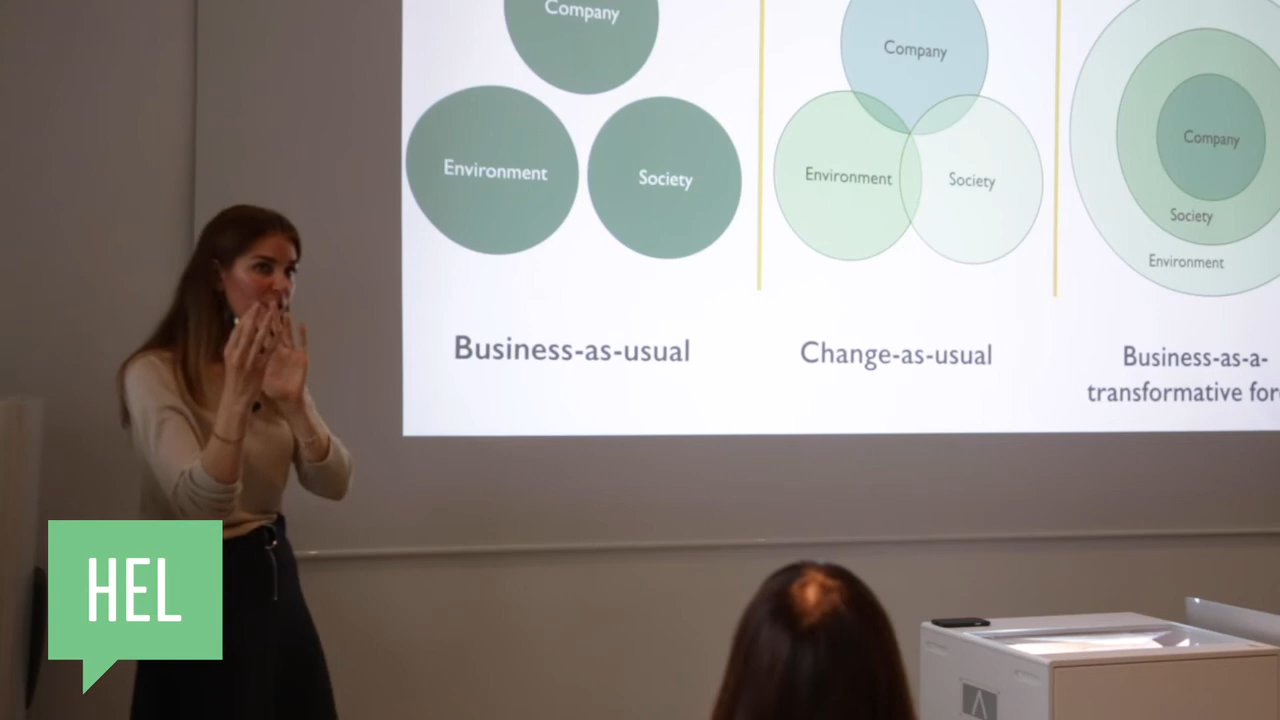 Company
Environment
Society
Business-as-usual
Company
Environment
Society
Change-as-usual
Company
Society
Environment
Business-as-a-
transformative
HEL